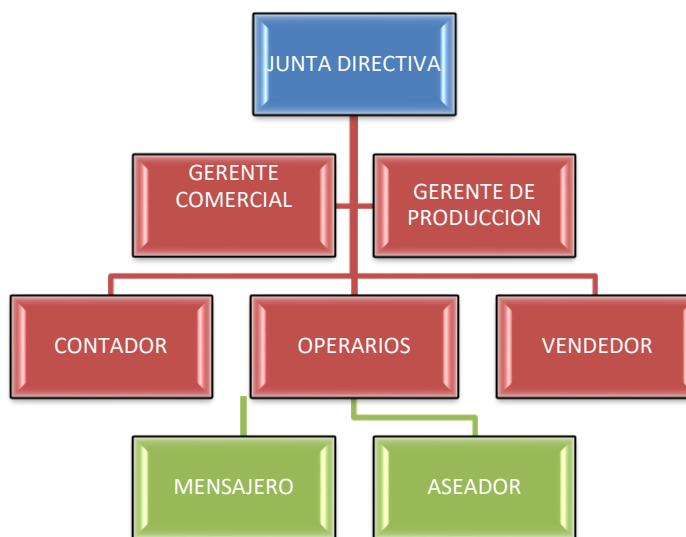 JUNTA DIRECTIVA
GERENTE
COMERCIAL
GERENTE DE
PRODUCCION
CONTADOR
OPERARIOS
VENDEDOR
MENSAJERO
ASEADOR